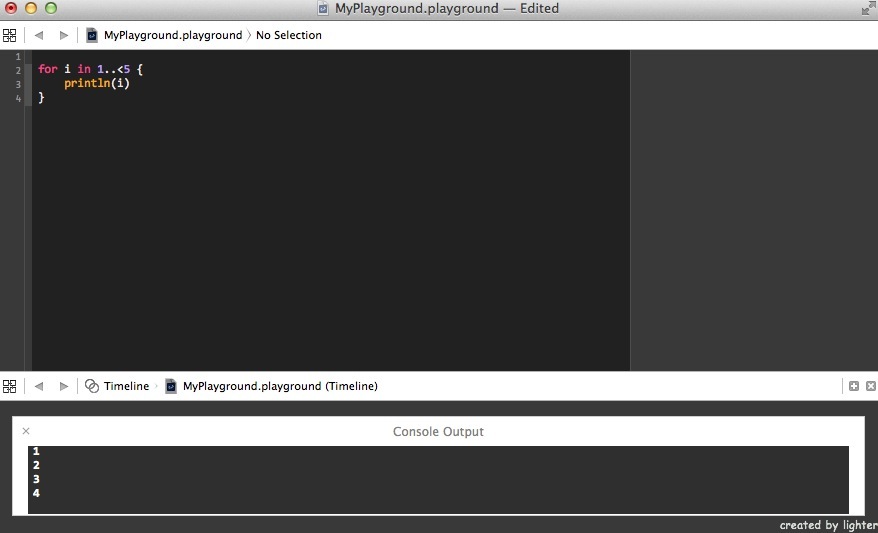 MyPlayground.playground — Edited
MyPlayground.playground 〉 No Selection
1
2 for i in 1..<5 {
3 println(i)
4 }
Timeline › MyPlayground.playground (Timeline)
Console Output
1
2
3
4
created by lighter